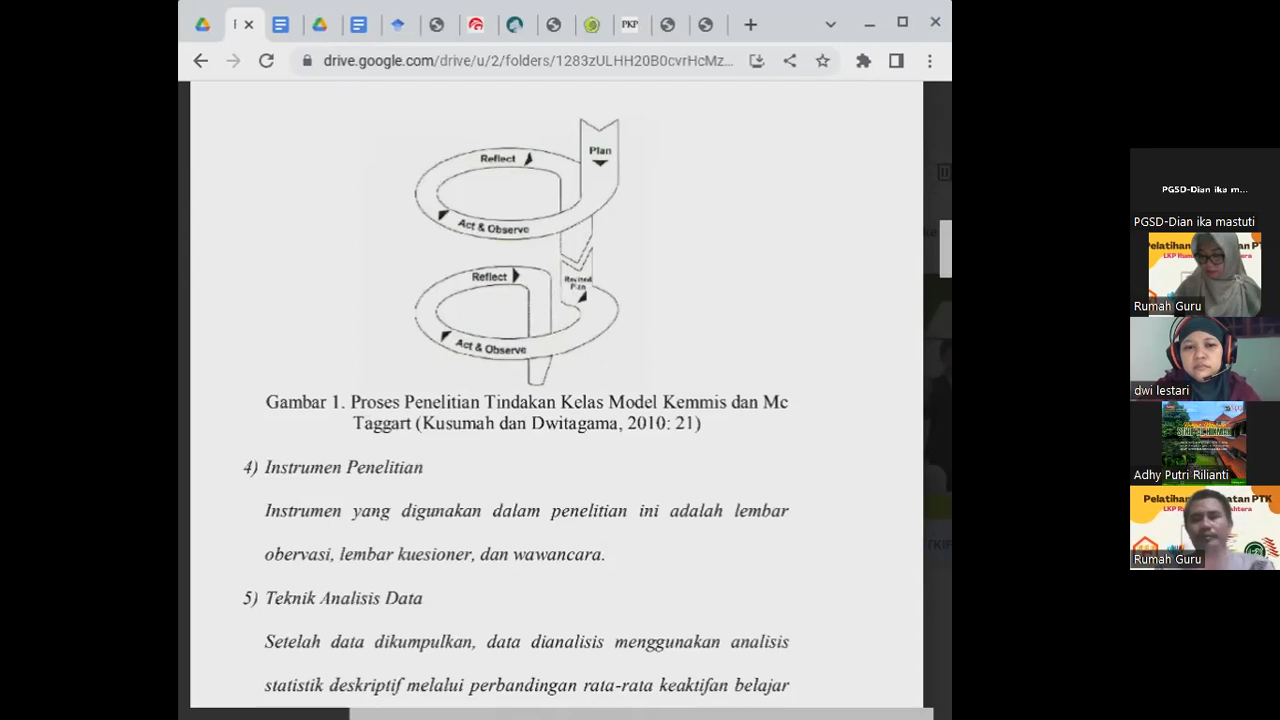 PKP
drive.google.com/drive/u/2/folders/1283zULHH20B0cvrHcMz...
Plan
Reflect
Act & Observe
Reflect
Revised
Plan
Act & Observe
Gambar 1. Proses Penelitian Tindakan Kelas Model Kemmis dan Mc
Taggart (Kusumah dan Dwitagama, 2010: 21)
4) Instrumen Penelitian
Instrumen yang digunakan dalam penelitian ini adalah lembar
obervasi, lembar kuesioner, dan wawancara.
5) Teknik Analisis Data
Setelah data dikumpulkan, data dianalisis menggunakan analisis
statistik deskriptif melalui perbandingan rata-rata keaktifan belajar
PGSD-Dian ika m...
PGSD-Dian ika mastuti
Rumah Guru
dwi lestari
Adhy Putri Rilianti
Pelatihan
Rumah Guru